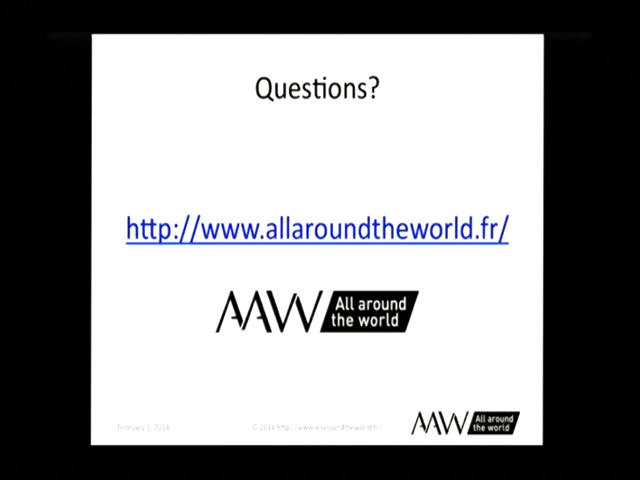 Questions?
http://www.allaroundtheworld.fr/
AAW All around
the world
February 1, 2014
© 2014 http://www.allaroundtheworld.fr/
AAW All around
the world